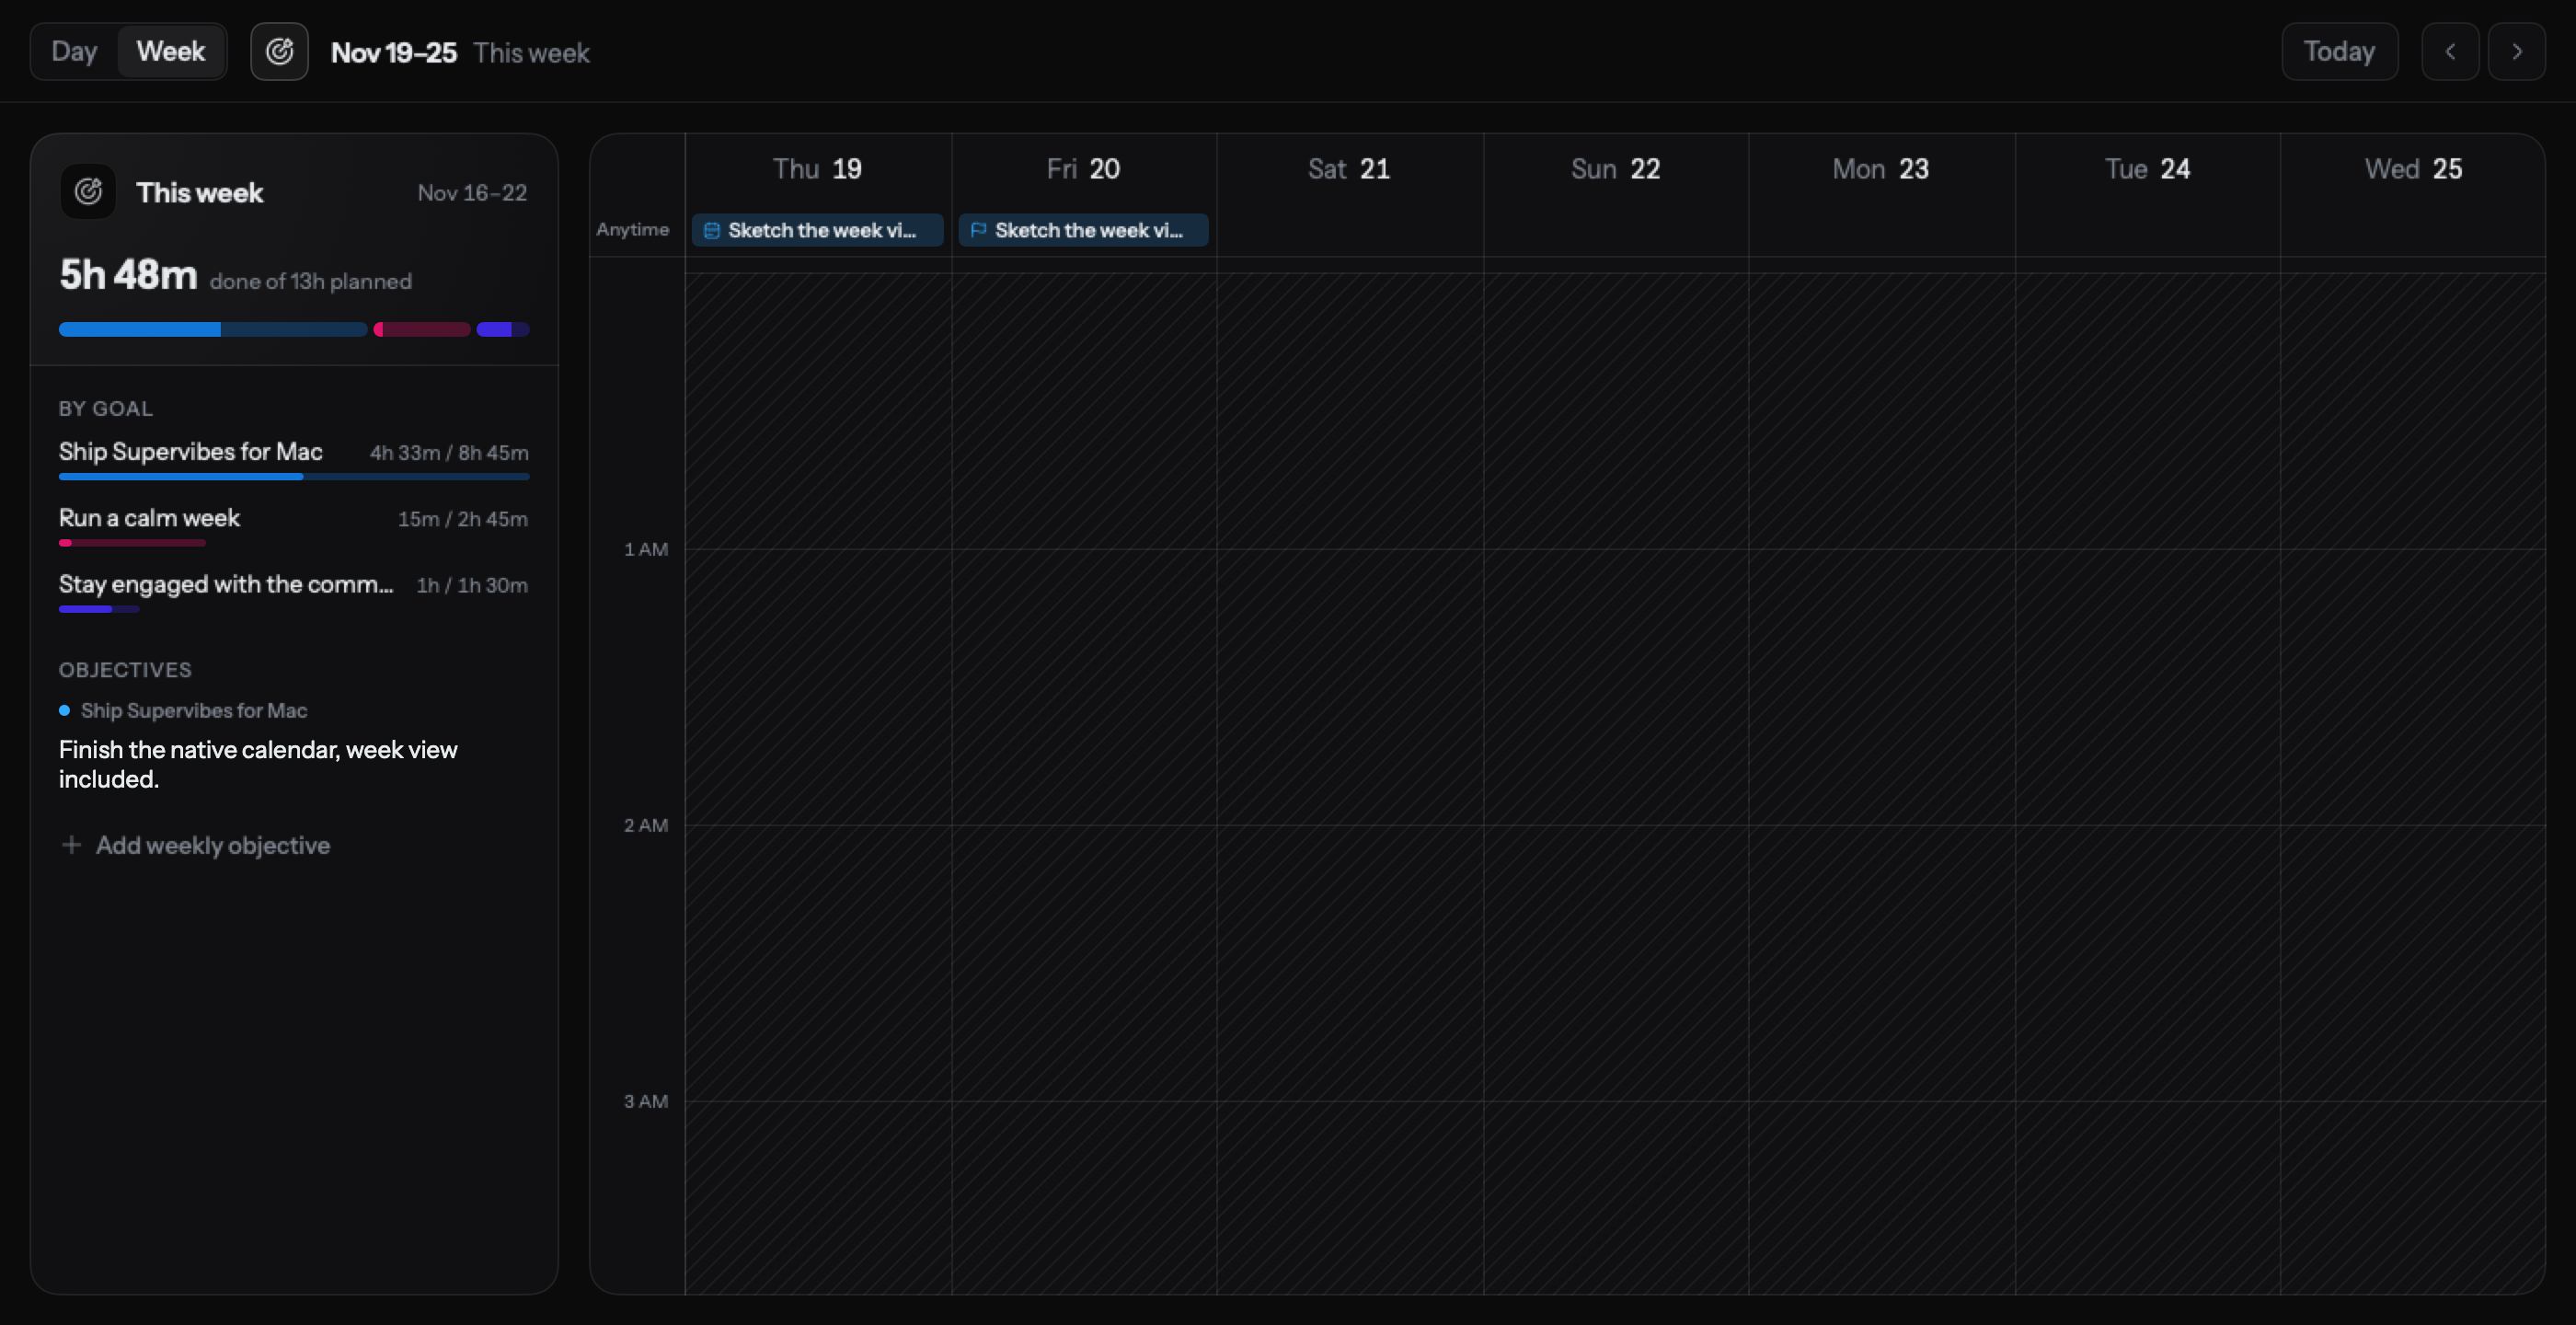 Day Week Nov 19–25 This week Today
This week Nov 16–22
5h 48m done of 13h planned
BY GOAL
Ship Supervibes for Mac 4h 33m / 8h 45m
Run a calm week 15m / 2h 45m
Stay engaged with the comm... 1h / 1h 30m
OBJECTIVES
Ship Supervibes for Mac
Finish the native calendar, week view
included.
Add weekly objective
Thu 19 Fri 20 Sat 21 Sun 22 Mon 23 Tue 24 Wed 25
Anytime Sketch the week vi... Sketch the week vi...
1 AM
2 AM
3 AM